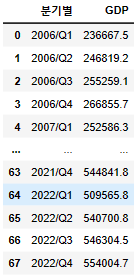 분기별 GDP
0 2006/Q1 236667.5
1 2006/Q2 246819.2
2 2006/Q3 255259.1
3 2006/Q4 266855.7
4 2007/Q1 252586.3
... ... ...
63 2021/Q4 544841.8
64 2022/Q1 509565.8
65 2022/Q2 540700.8
66 2022/Q3 546304.5
67 2022/Q4 554004.7